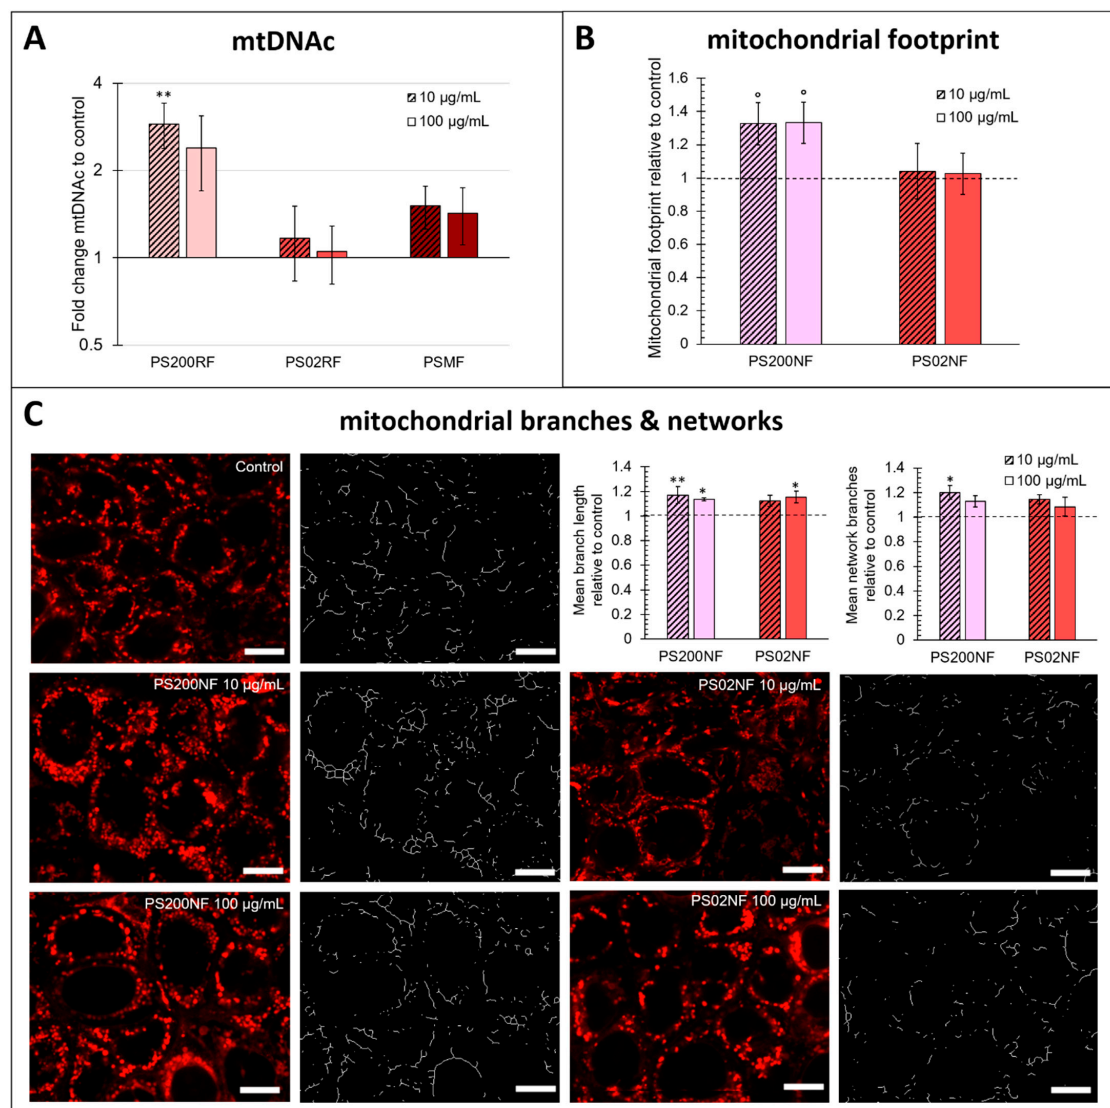 A
mtDNAc
Fold change mtDNAc to control
4
2
1
0.5
** 
10 µg/mL
100 µg/mL
PS200RF
PS02RF
PSMF
B
mitochondrial footprint
Mitochondrial footprint relative to control
1.6
1.4
1.2
1
0.8
0.6
0.4
0.2
0
°
°
10 µg/mL
100 µg/mL
PS200NF
PS02NF
C
mitochondrial branches & networks
Control
Mean branch length
relative to control
1.4
1.2
1
0.8
0.6
0.4
0.2
0
**
*
*
PS200NF
PS02NF
Mean network branches
relative to control
1.4
1.2
1
0.8
0.6
0.4
0.2
0
*
10 µg/mL
100 µg/mL
PS200NF
PS02NF
PS200NF 10 µg/mL
PS02NF 10 µg/mL
PS200NF 100 µg/mL
PS02NF 100 µg/mL